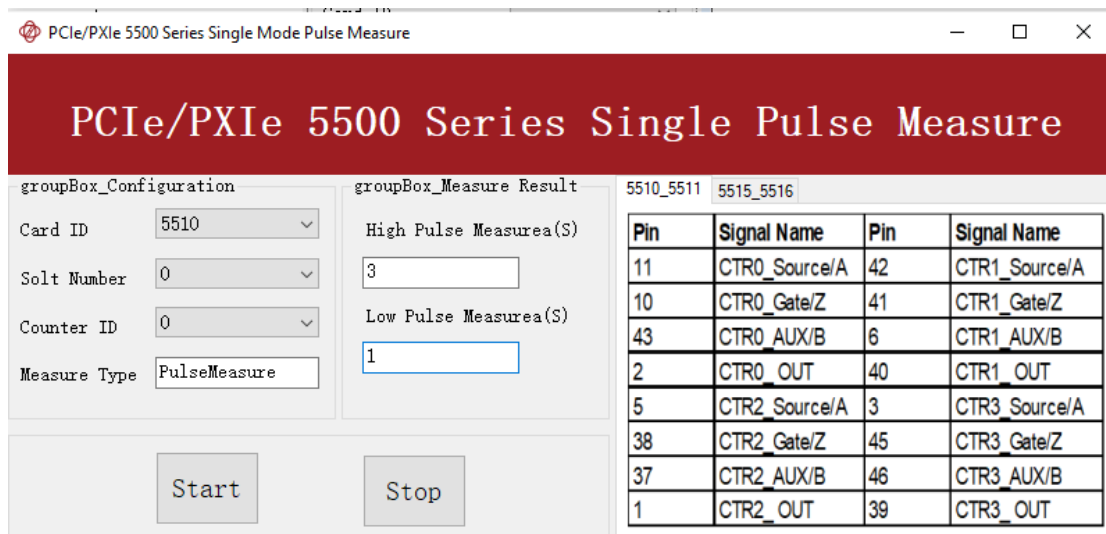 PCIe/PXIe 5500 Series Single Mode Pulse Measure
PCIe/PXIe 5500 Series Single Pulse Measure
groupBox_Configuration
Card ID 5510
Solt Number 0
Counter ID 0
Measure Type PulseMeasure
groupBox_Measure Result
High Pulse Measurea(S)
3
Low Pulse Measurea(S)
1
Start Stop
5510_5511 5515_5516
Pin Signal Name Pin Signal Name
11 CTR0_Source/A 42 CTR1_Source/A
10 CTR0_Gate/Z 41 CTR1_Gate/Z
43 CTR0_AUX/B 6 CTR1_AUX/B
2 CTR0_OUT 40 CTR1_OUT
5 CTR2_Source/A 3 CTR3_Source/A
38 CTR2_Gate/Z 45 CTR3_Gate/Z
37 CTR2_AUX/B 46 CTR3_AUX/B
1 CTR2_OUT 39 CTR3_OUT